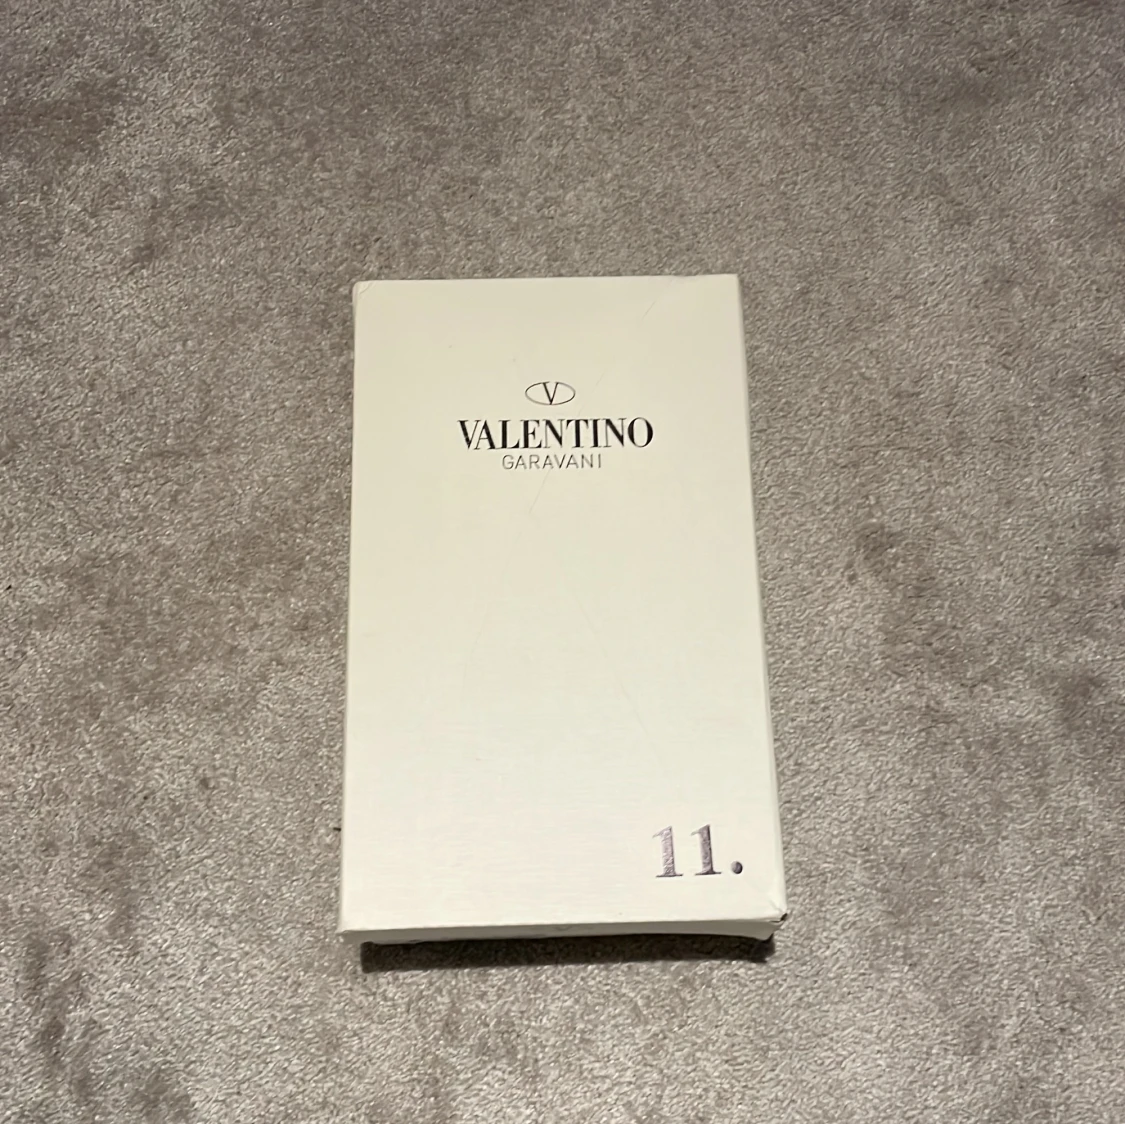 V
VALENTINO
GARAVANI
11.